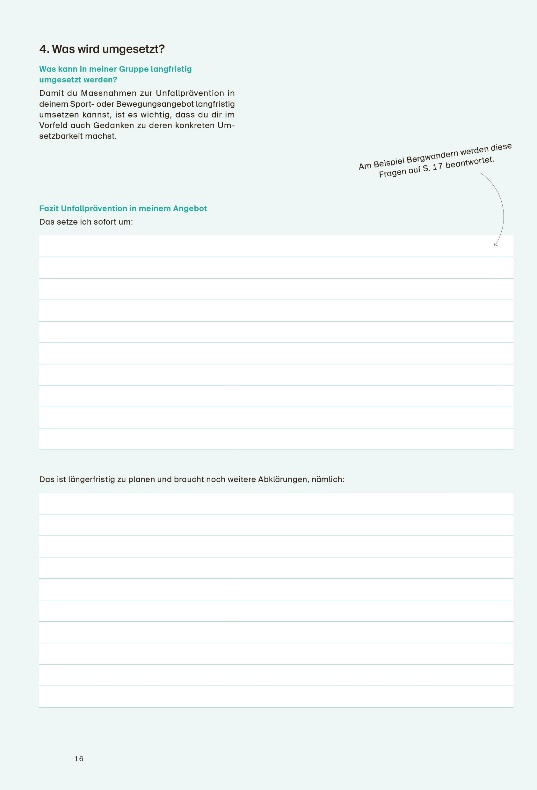 4. Was wird umgesetzt?
Was kann in meiner Gruppe langfristig
umgesetzt werden?
Damit du Massnahmen zur Unfallprävention in
deinem Sport- oder Bewegungsangebot langfristig
umsetzen kannst, ist es wichtig, dass du dir im
Vorfeld auch Gedanken zu deren konkreten Um-
setzbarkeit machst.
Am Beispiel Bergwandern werden diese
Fragen auf S. 17 beantwortet.
Fazit Unfallprävention in meinem Angebot
Das setze ich sofort um:
Das ist längerfristig zu planen und braucht noch weitere Abklärungen, nämlich:
16